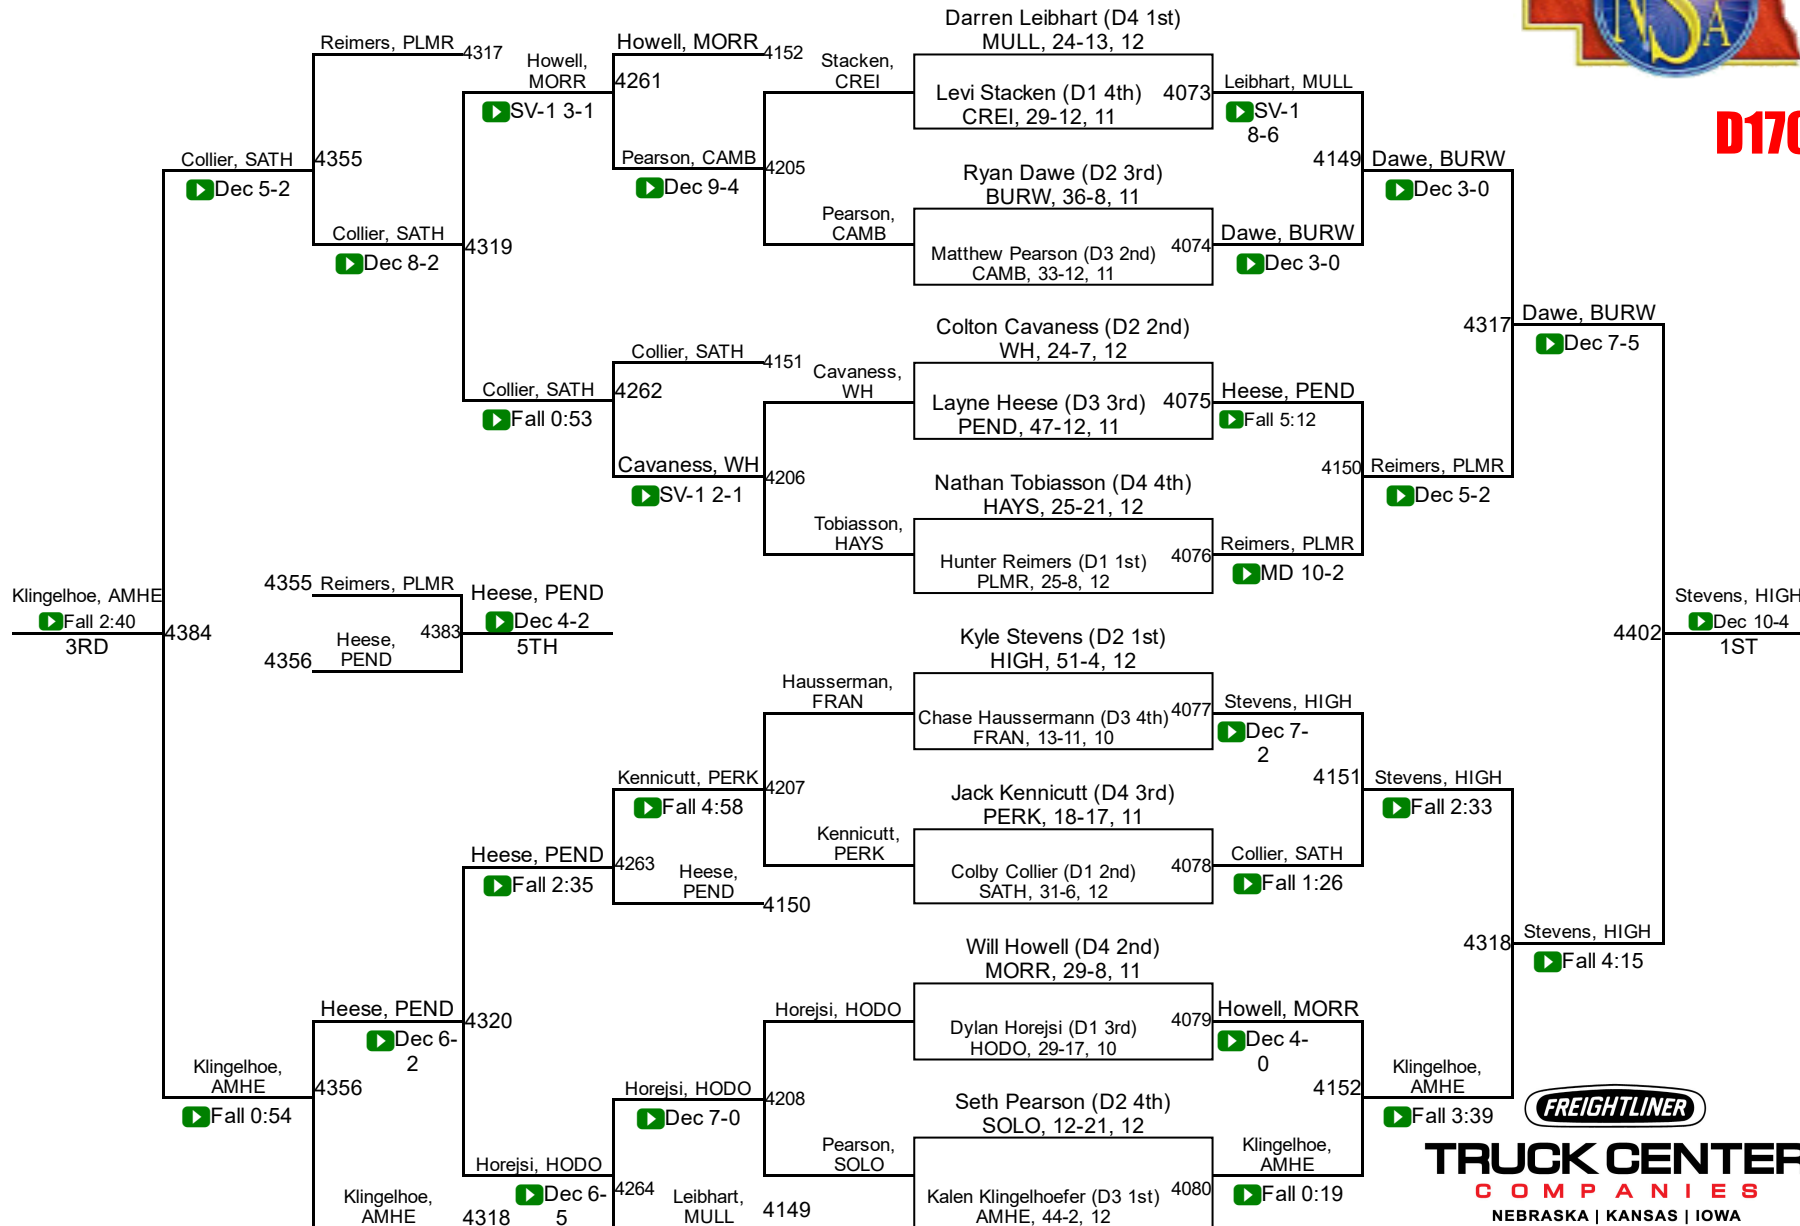 Darren Leibhart (D4 1st)
MULL, 24-13, 12
Levi Stacken (D1 4th)
CREI, 29-12, 11
4073
Ryan Dawe (D2 3rd)
BURW, 36-8, 11
Matthew Pearson (D3 2nd)
CAMB, 33-12, 11
4074
Colton Cavaness (D2 2nd)
WH, 24-7, 12
Layne Heese (D3 3rd)
PEND, 47-12, 11
4075
Nathan Tobiasson (D4 4th)
HAYS, 25-21, 12
Hunter Reimers (D1 1st)
PLMR, 25-8, 12
4076
Kyle Stevens (D2 1st)
HIGH, 51-4, 12
Chase Haussermann (D3 4th)
FRAN, 13-11, 10
4077
Jack Kennicutt (D4 3rd)
PERK, 18-17, 11
Colby Collier (D1 2nd)
SATH, 31-6, 12
4078
Will Howell (D4 2nd)
MORR, 29-8, 11
Dylan Horejsi (D1 3rd)
HODO, 29-17, 10
4079
Seth Pearson (D2 4th)
SOLO, 12-21, 12
Kalen Klingelhoefer (D3 1st)
AMHE, 44-2, 12
4080
Leibhart, MULL
SV-1
8-6
4149
Dawe, BURW
Dec 3-0
Dawe, BURW
Dec 3-0
Heese, PEND
Fall 5:12
4150
Reimers, PLMR
Dec 5-2
Reimers, PLMR
MD 10-2
Stevens, HIGH
Dec 7-
2
4151
Stevens, HIGH
Fall 2:33
Collier, SATH
Fall 1:26
Howell, MORR
Dec 4-
0
4152
Klingelhoe,
AMHE
Fall 3:39
Klingelhoe,
AMHE
Fall 0:19
4317
Dawe, BURW
Dec 7-5
4318
Stevens, HIGH
Fall 4:15
4402
Stevens, HIGH
Dec 10-4
1ST
Stacken,
CREI
Pearson,
CAMB
Cavaness,
WH
Tobiasson,
HAYS
Hausserman,
FRAN
Kennicutt,
PERK
Horejsi, HODO
Pearson,
SOLO
Howell, MORR
4152
4261
Pearson, CAMB
4205
Dec 9-4
Collier, SATH
4151
4262
Cavaness, WH
4206
SV-1 2-1
Kennicutt, PERK
4207
Fall 4:58
4263
Heese,
PEND
4150
Horejsi, HODO
4208
Dec 7-0
4264
Leibhart,
MULL
4149
Howell,
MORR
SV-1 3-1
4319
Collier, SATH
Fall 0:53
Heese, PEND
Fall 2:35
4320
Horejsi, HODO
Dec 6-
5
Reimers, PLMR
4317
4355
Collier, SATH
Dec 8-2
Heese, PEND
Dec 6-
2
4356
Klingelhoe,
AMHE
4318
Collier, SATH
Dec 5-2
Klingelhoe,
AMHE
Fall 0:54
Klingelhoe, AMHE
Fall 2:40
3RD
4384
4355
Reimers, PLMR
4356
Heese,
PEND
4383
Heese, PEND
Dec 4-2
5TH
NSA
FREIGHTLINER
TRUCK CENTER
COMPANIES
NEBRASKA | KANSAS | IOWA